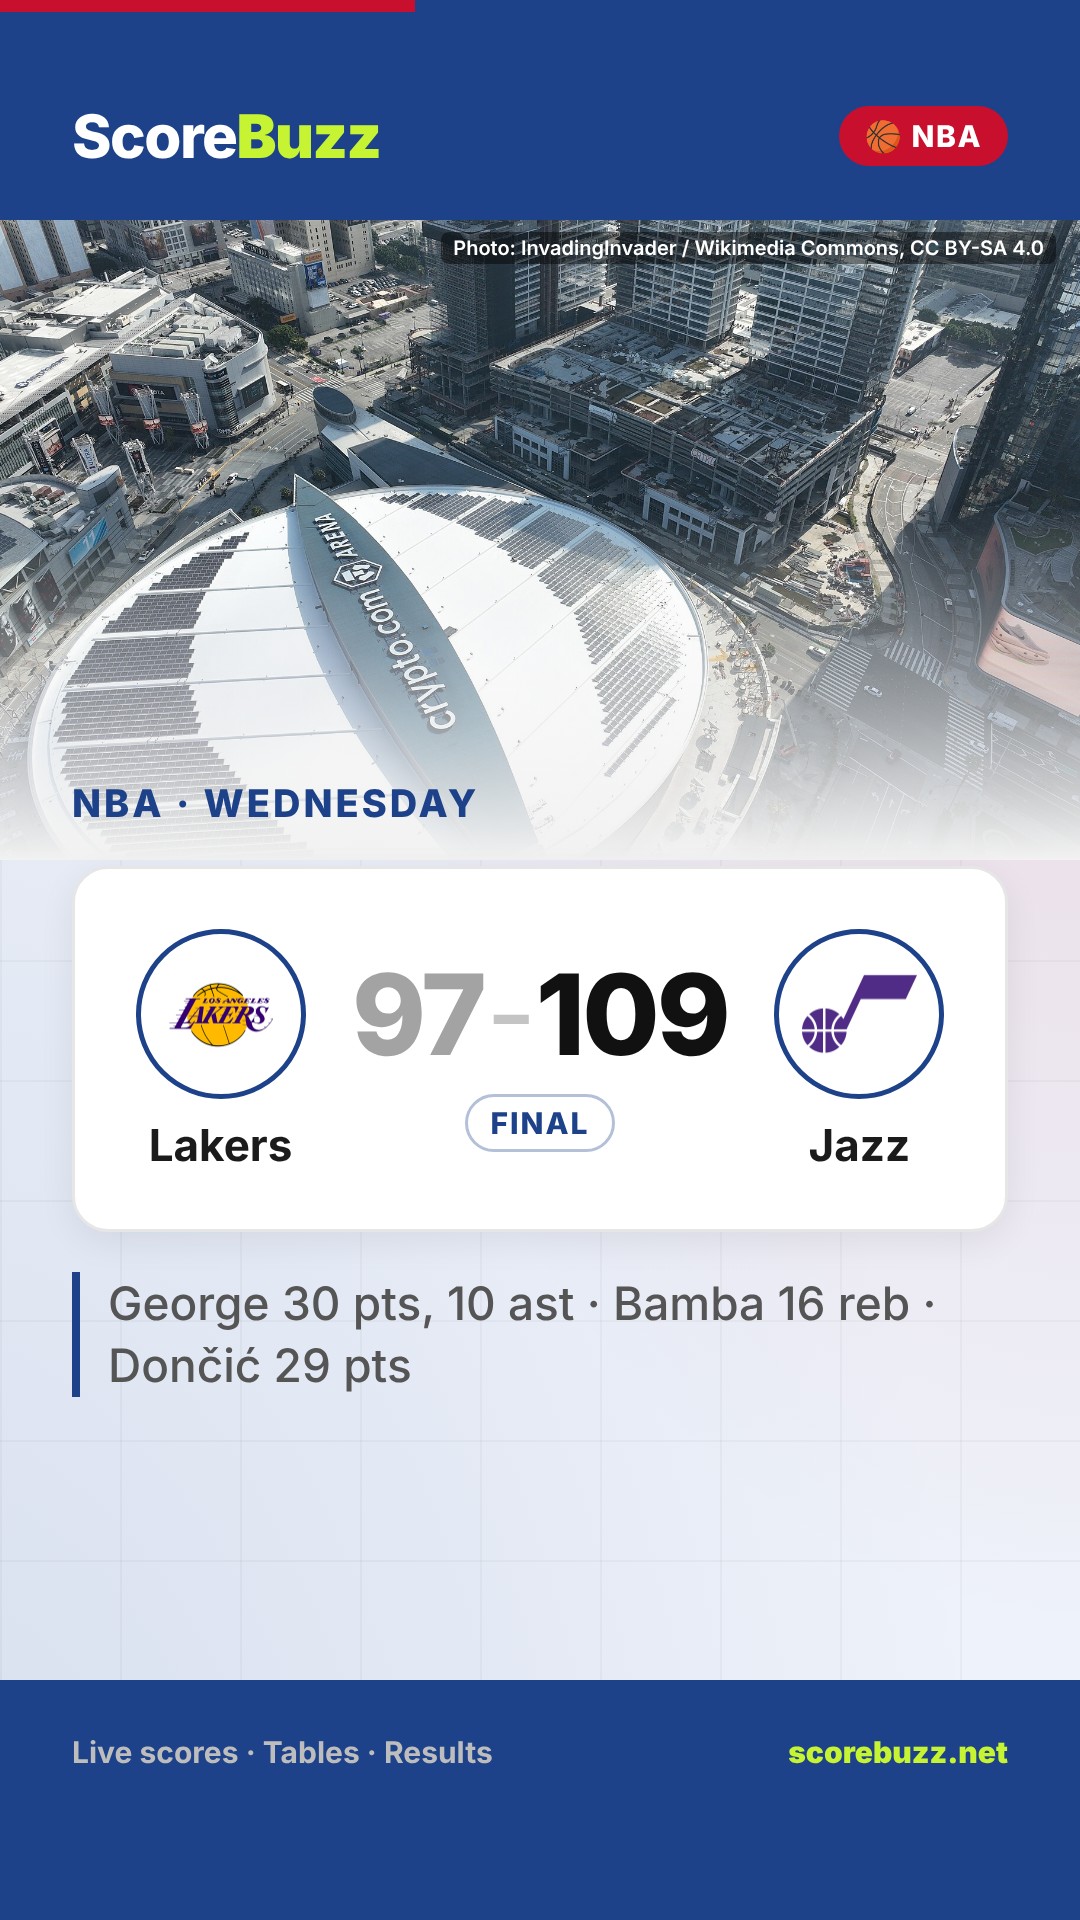 ScoreBuzz
🏀 NBA
Photo: InvadingInvader / Wikimedia Commons, CC BY-SA 4.0
crypto.com ARENA
NBA · WEDNESDAY
LOS ANGELES
LAKERS
97-109
FINAL
Lakers
Jazz
George 30 pts, 10 ast · Bamba 16 reb ·
Dončić 29 pts
Live scores · Tables · Results
scorebuzz.net